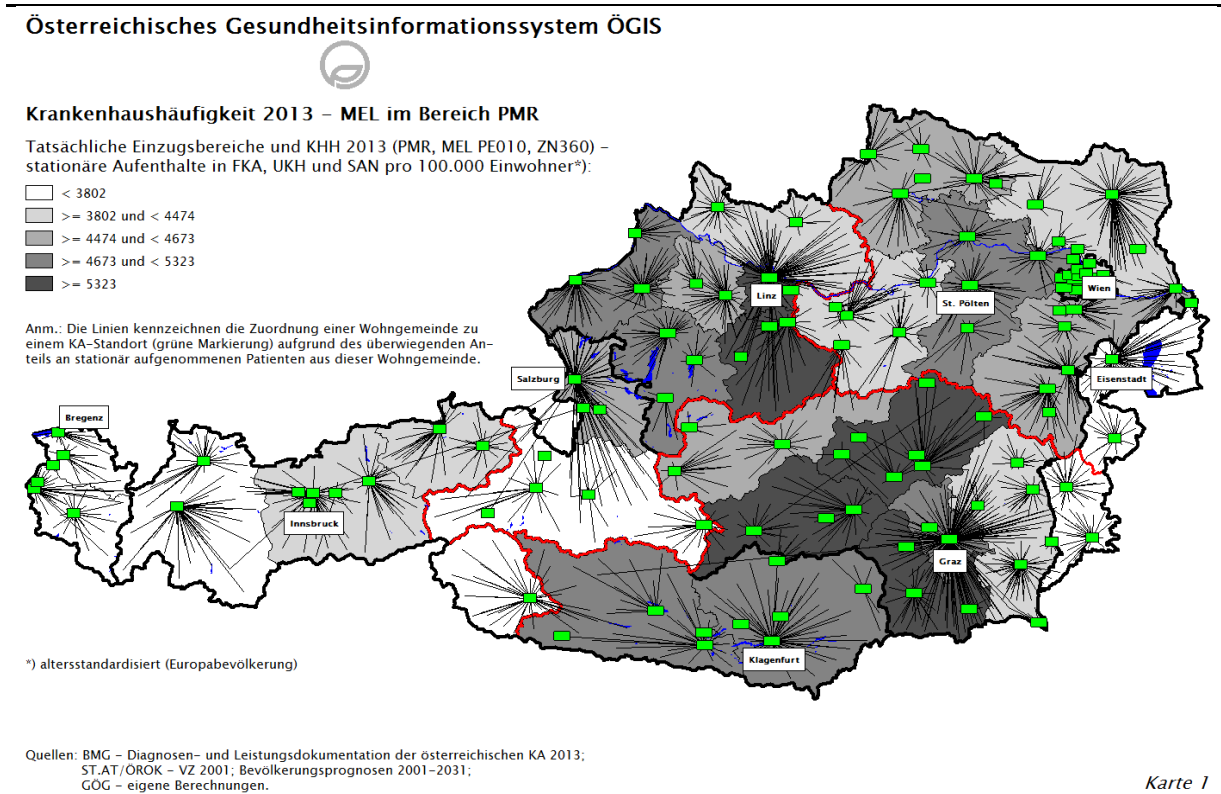 Österreichisches Gesundheitsinformationssystem ÖGIS
Krankenhaushäufigkeit 2013 – MEL im Bereich PMR
Tatsächliche Einzugsbereiche und KHH 2013 (PMR, MEL PE010, ZN360) –
stationäre Aufenthalte in FKA, UKH und SAN pro 100.000 Einwohner*):
< 3802
>= 3802 und < 4474
>= 4474 und < 4673
>= 4673 und < 5323
>= 5323
Anm.: Die Linien kennzeichnen die Zuordnung einer Wohngemeinde zu
einem KA-Standort (grüne Markierung) aufgrund des überwiegenden An-
teils an stationär aufgenommenen Patienten aus dieser Wohngemeinde.
Wien
Linz
St. Pölten
Salzburg
Eisenstadt
Bregenz
Innsbruck
Graz
Klagenfurt
*) altersstandardisiert (Europabevölkerung)
Quellen: BMG – Diagnosen- und Leistungsdokumentation der österreichischen KA 2013;
ST.AT/ÖROK – VZ 2001; Bevölkerungsprognosen 2001–2031;
GÖG – eigene Berechnungen.
Karte 1